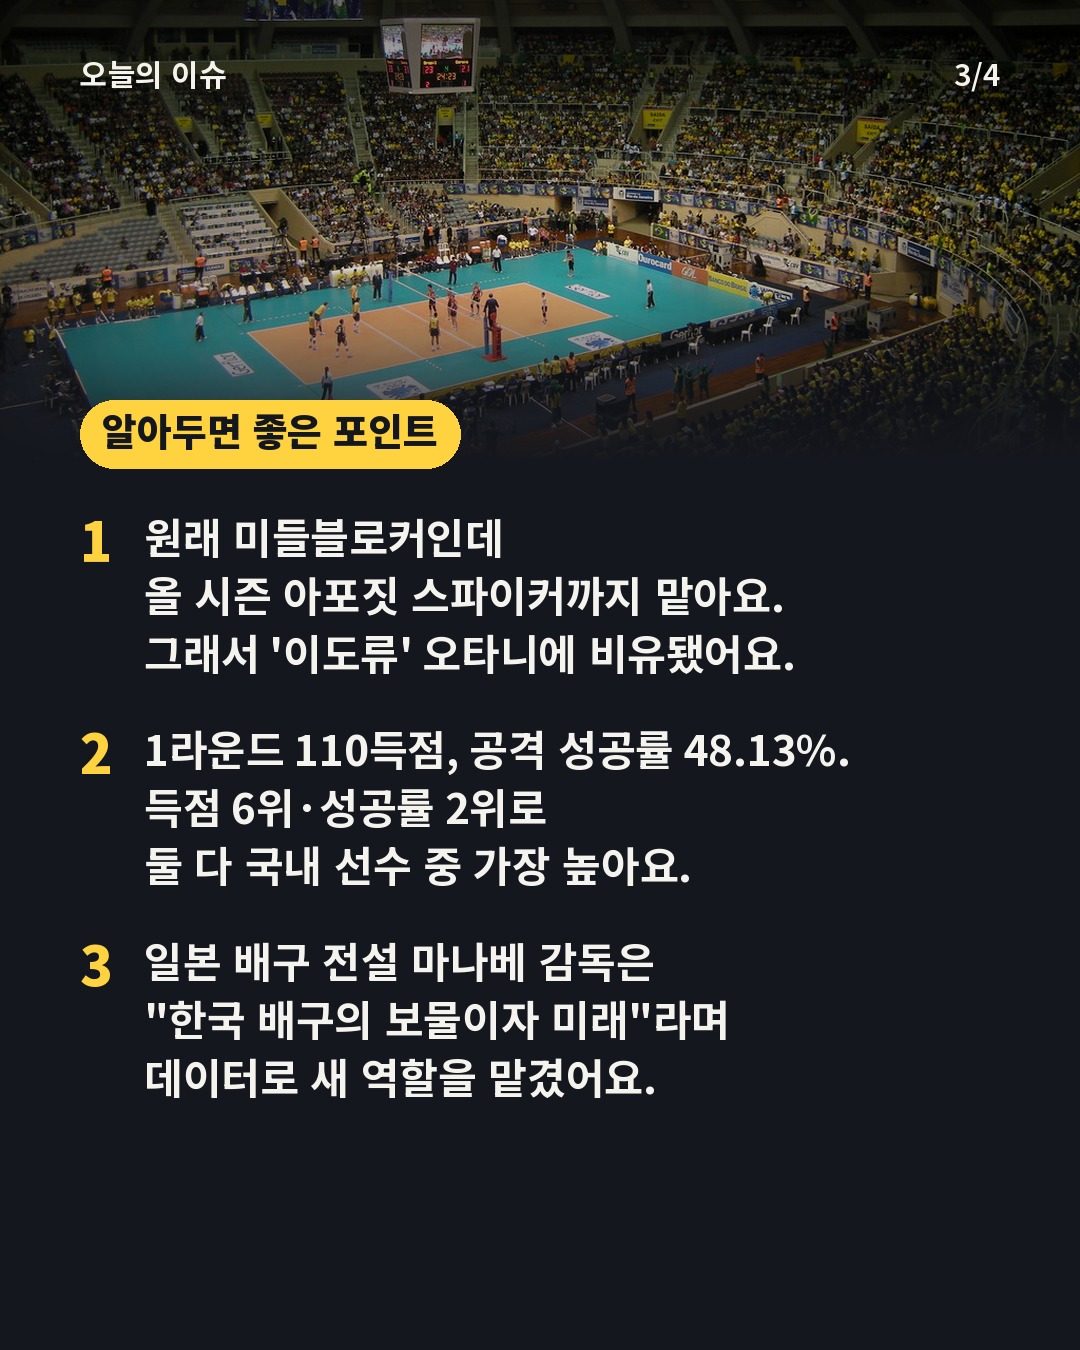 오늘의 이슈
3/4
알아두면 좋은 포인트
1 원래 미들블로커인데
올 시즌 아포짓 스파이커까지 맡아요.
그래서 '이도류' 오타니에 비유됐어요.
2 1라운드 110득점, 공격 성공률 48.13%.
득점 6위·성공률 2위로
둘 다 국내 선수 중 가장 높아요.
3 일본 배구 전설 마나베 감독은
"한국 배구의 보물이자 미래"라며
데이터로 새 역할을 맡겼어요.